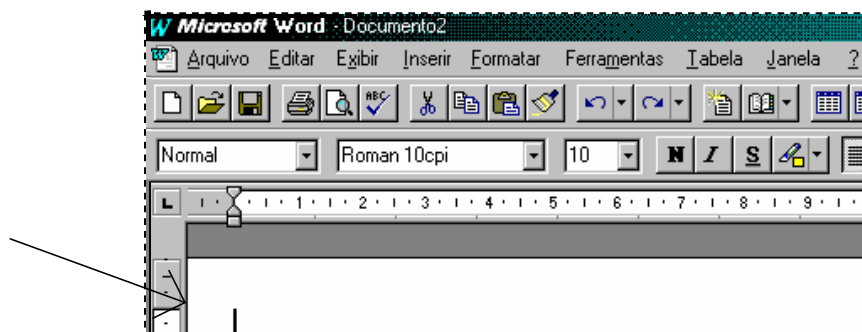 Microsoft Word - Documento2
Arquivo Editar Exibir Inserir Formatar Ferramentas Tabela Janela ?
ABC
Normal Roman 10cpi 10 N I S
L 1 2 3 4 5 6 7 8 9